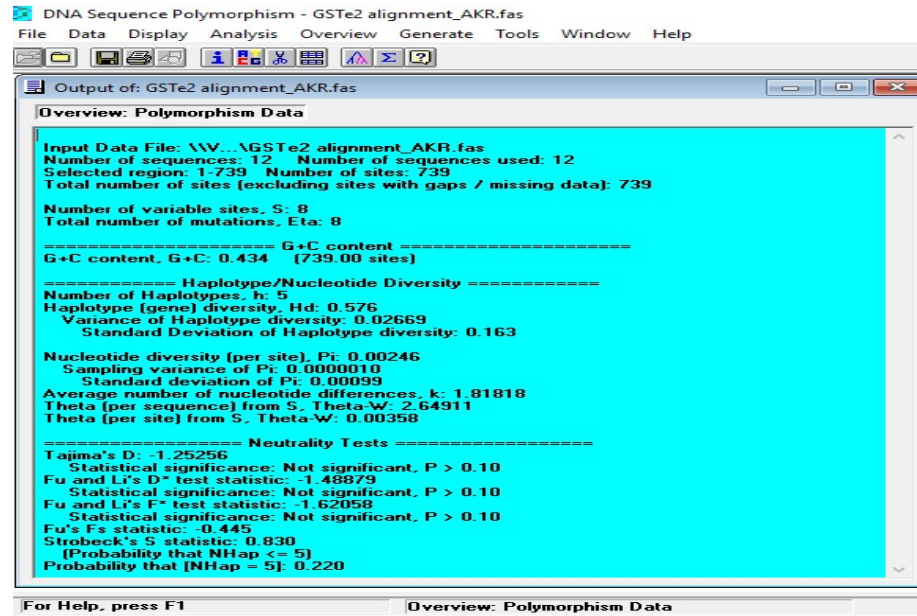 DNA Sequence Polymorphism - GSTe2 alignment_AKR.fas
File Data Display Analysis Overview Generate Tools Window Help
Output of: GSTe2 alignment_AKR.fas
Overview: Polymorphism Data
Input Data File: \\V...\GSTe2 alignment_AKR.fas
Number of sequences: 12 Number of sequences used: 12
Selected region: 1-739 Number of sites: 739
Total number of sites (excluding sites with gaps / missing data): 739
Number of variable sites, S: 8
Total number of mutations, Eta: 8
====================== G+C content ======================
G+C content, G+C: 0.434 (739.00 sites)
============ Haplotype/Nucleotide Diversity ============
Number of Haplotypes, h: 5
Haplotype (gene) diversity, Hd: 0.576
Variance of Haplotype diversity: 0.02669
Standard Deviation of Haplotype diversity: 0.163
Nucleotide diversity (per site), Pi: 0.00246
Sampling variance of Pi: 0.0000010
Standard deviation of Pi: 0.00099
Average number of nucleotide differences, k: 1.81818
Theta (per sequence) from S, Theta-W: 2.64911
Theta (per site) from S, Theta-W: 0.00358
=================== Neutrality Tests ===================
Tajima's D: -1.25256
Statistical significance: Not significant, P > 0.10
Fu and Li's D* test statistic: -1.48879
Statistical significance: Not significant, P > 0.10
Fu and Li's F* test statistic: -1.62058
Statistical significance: Not significant, P > 0.10
Fu's Fs statistic: -0.445
Strobeck's S statistic: 0.830
(Probability that NHap <= 5)
Probability that [NHap = 5]: 0.220
For Help, press F1
Overview: Polymorphism Data